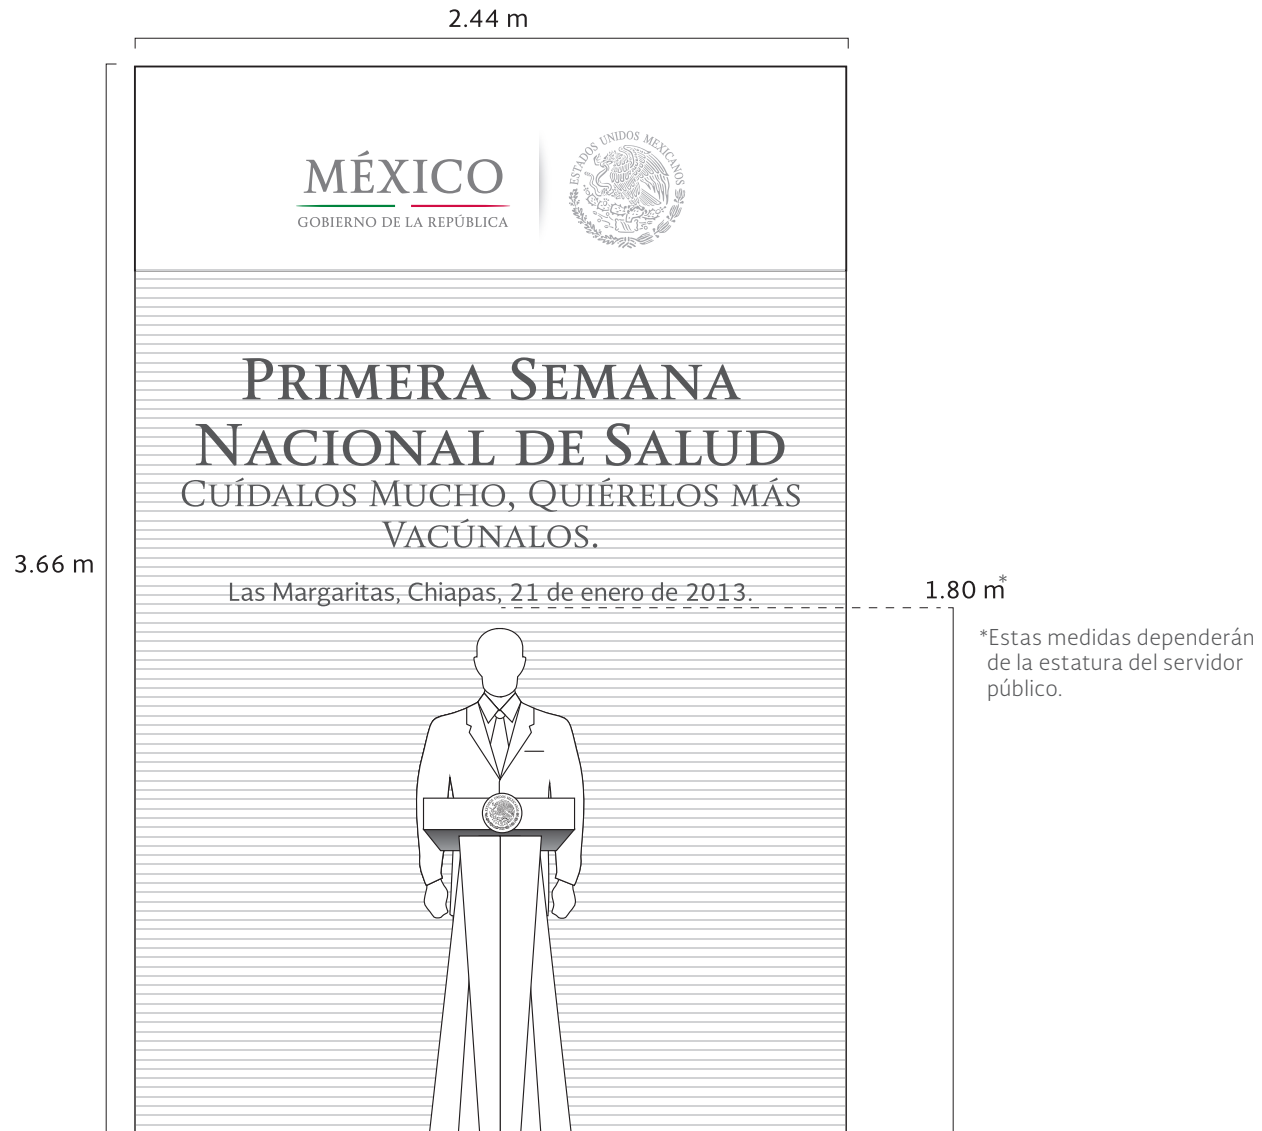 2.44 m
MÉXICO
GOBIERNO DE LA REPÚBLICA
ESTADOS UNIDOS MEXICANOS
PRIMERA SEMANA
NACIONAL DE SALUD
CUÍDALOS MUCHO, QUIÉRELOS MÁS
VACÚNALOS.
3.66 m
Las Margaritas, Chiapas, 21 de enero de 2013.
1.80 m*
*Estas medidas dependerán
de la estatura del servidor
público.